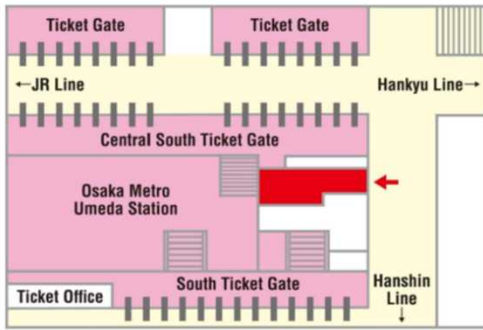 Ticket Gate
Ticket Gate
←JR Line
Hankyu Line→
Central South Ticket Gate
Osaka Metro
Umeda Station
South Ticket Gate
Ticket Office
Hanshin
Line
↓